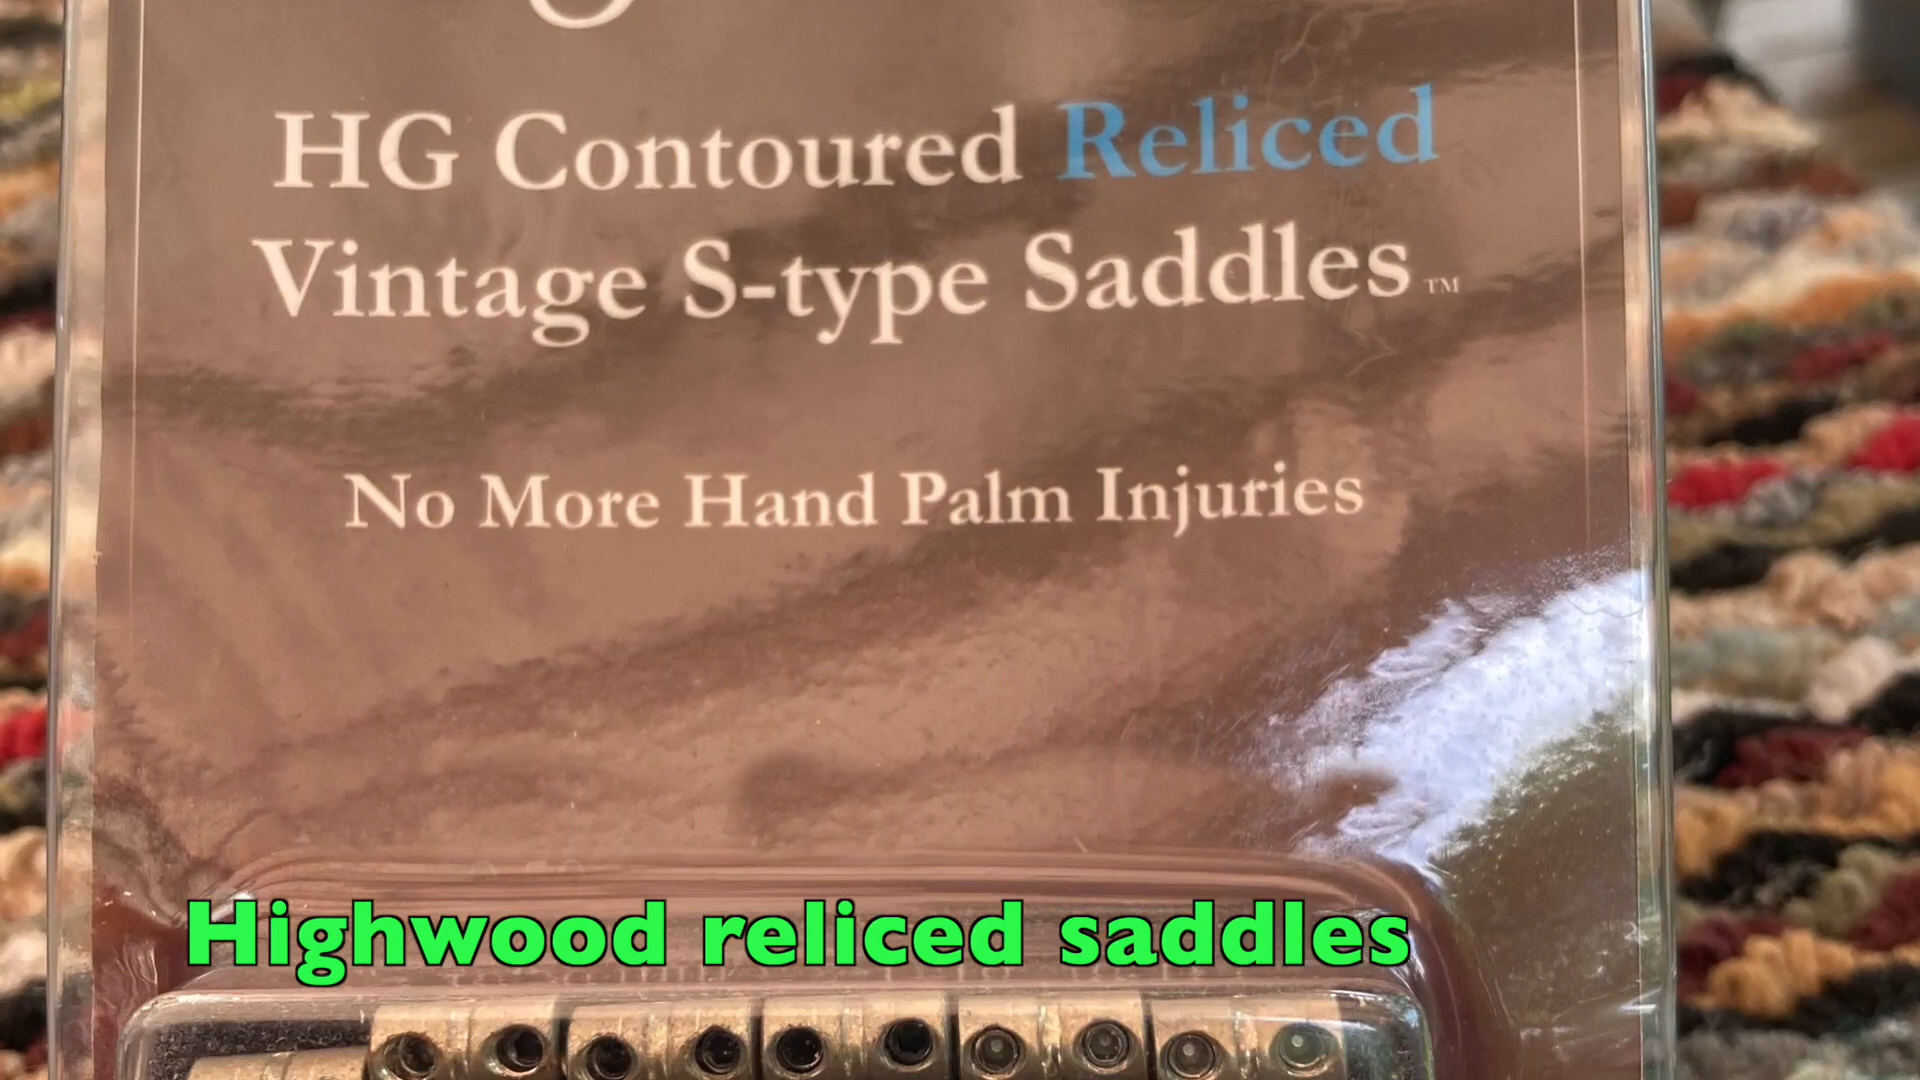 HG Contoured Reliced
Vintage S-type Saddles™
No More Hand Palm Injuries
Highwood reliced saddles